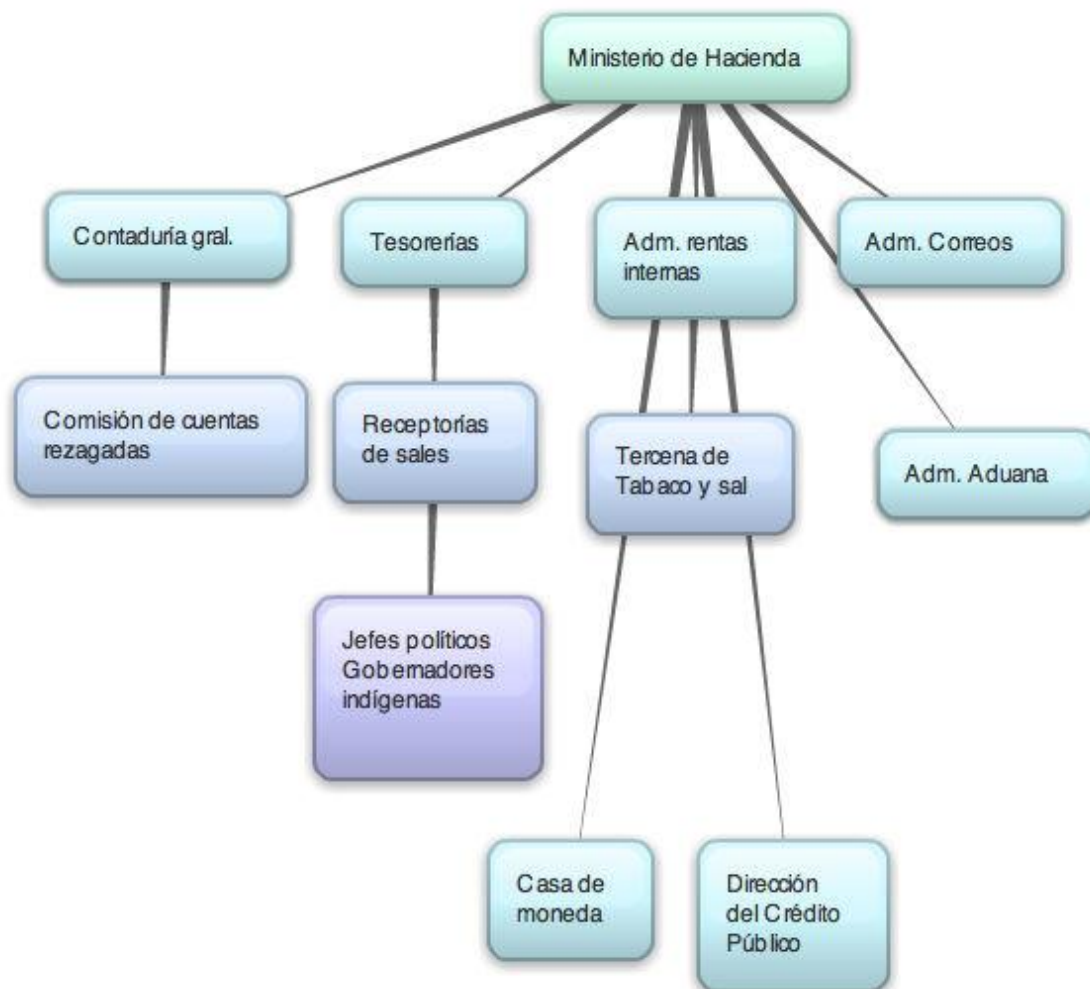 Ministerio de Hacienda
Contaduría gral.
Tesorerías
Adm. rentas
internas
Adm. Correos
Comisión de cuentas
rezagadas
Receptorías
de sales
Tercena de
Tabaco y sal
Adm. Aduana
Jefes políticos
Gobernadores
indígenas
Casa de
moneda
Dirección
del Crédito
Público